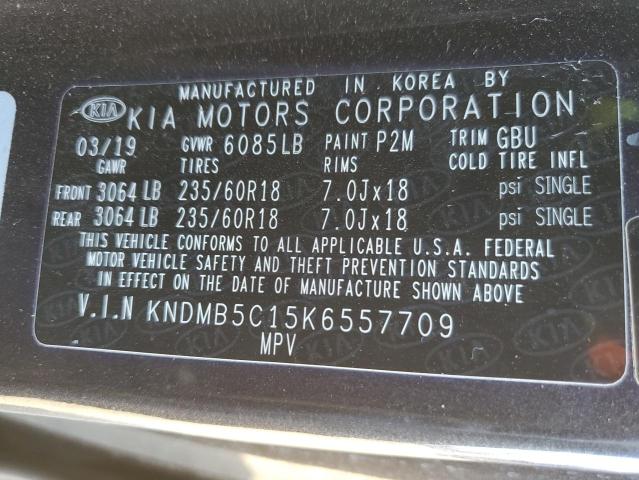 MANUFACTURED IN KOREA BY
KIA KIA MOTORS CORPORATION
03/19 GVWR 6085LB PAINT P2M TRIM GBU
GAWR TIRES RIMS COLD TIRE INFL
FRONT 3064 LB 235/60R18 7.0Jx18 psi SINGLE
REAR 3064 LB 235/60R18 7.0Jx18 psi SINGLE
THIS VEHICLE CONFORMS TO ALL APPLICABLE U.S.A. FEDERAL
MOTOR VEHICLE SAFETY AND THEFT PREVENTION STANDARDS
IN EFFECT ON THE DATE OF MANUFACTURE SHOWN ABOVE
V.I.N KNDMB5C15K6557709
MPV